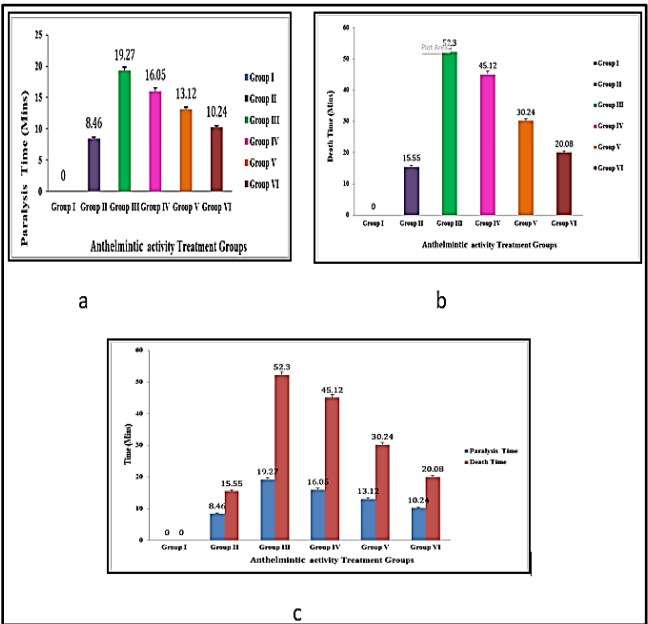 25
20
15
10
5
0
Paralysis Time (Mins)
0
8.46
19.27
16.05
13.12
10.24
Group I
Group II
Group III
Group IV
Group V
Group VI
Group I Group II Group III Group IV Group V Group VI
Anthelmintic activity Treatment Groups
a
60
50
40
30
20
10
0
Death Time (Mins)
Plot Area
0
15.55
52.3
45.12
30.24
20.08
Group I
Group II
Group III
Group IV
Group V
Group VI
Group I Group II Group III Group IV Group V Group VI
Anthelmintic activity Treatment Groups
b
60
50
40
30
20
10
0
Time (Mins)
0 0
8.46 15.55
19.27 52.3
16.05 45.12
13.12 30.24
10.24 20.08
Paralysis Time
Death Time
Group I Group II Group III Group IV Group V Group VI
Anthelmintic activity Treatment Groups
c